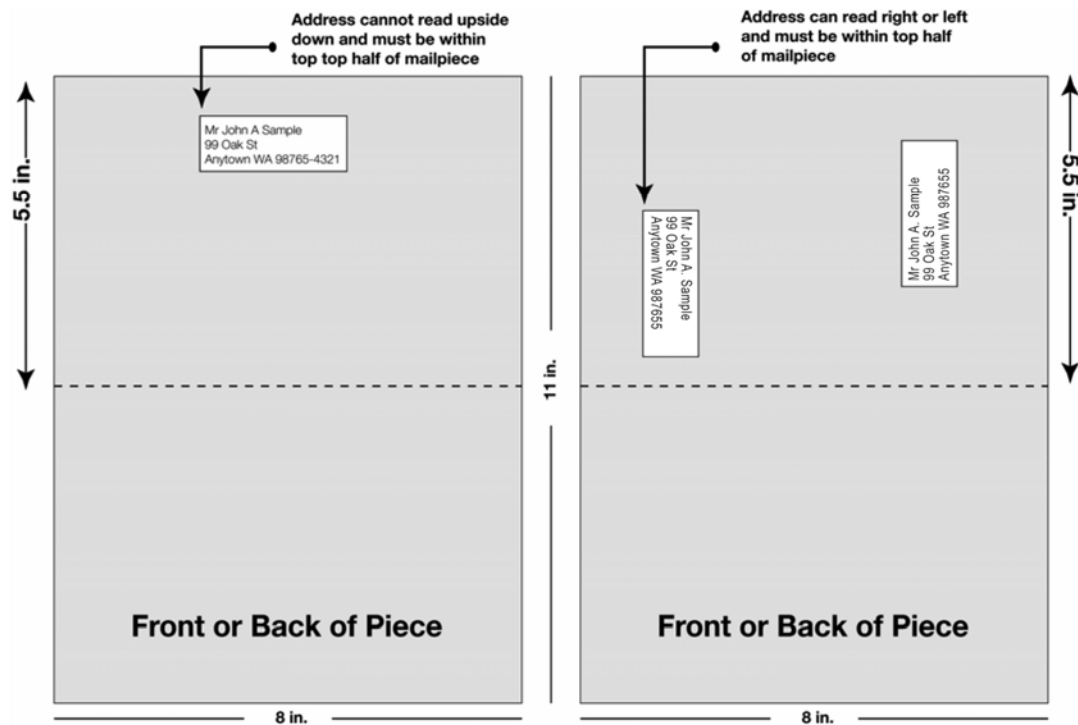 Address cannot read upside
down and must be within
top top half of mailpiece
Address can read right or left
and must be within top half
of mailpiece
5.5 in.
Mr John A Sample
99 Oak St
Anytown WA 98765-4321
Mr John A. Sample
99 Oak St
Anytown WA 987655
Mr John A. Sample
99 Oak St
Anytown WA 987655
5.5 in.
11 in.
Front or Back of Piece
Front or Back of Piece
8 in.
8 in.